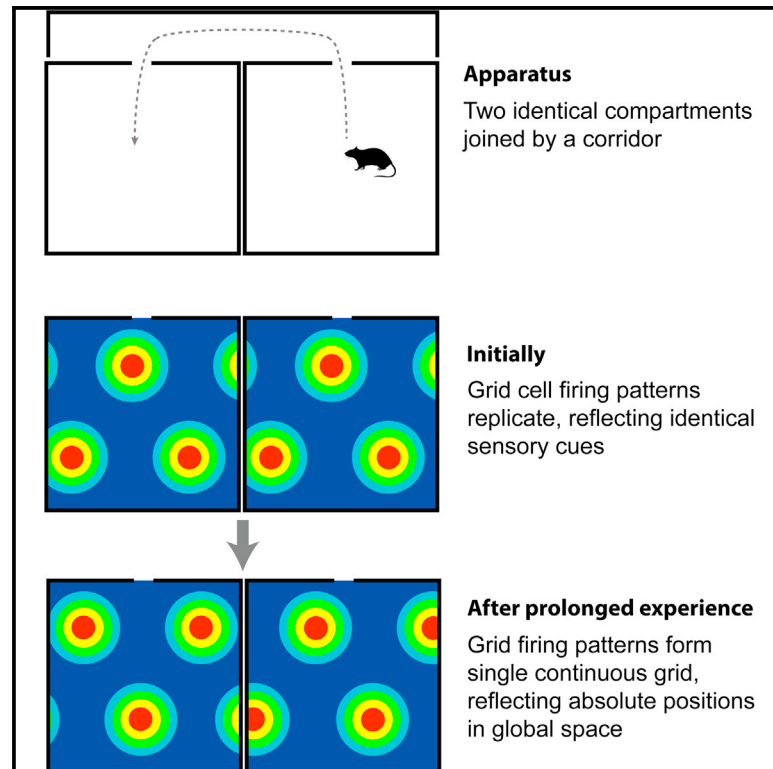 Apparatus
Two identical compartments
joined by a corridor
Initially
Grid cell firing patterns
replicate, reflecting identical
sensory cues
After prolonged experience
Grid firing patterns form
single continuous grid,
reflecting absolute positions
in global space